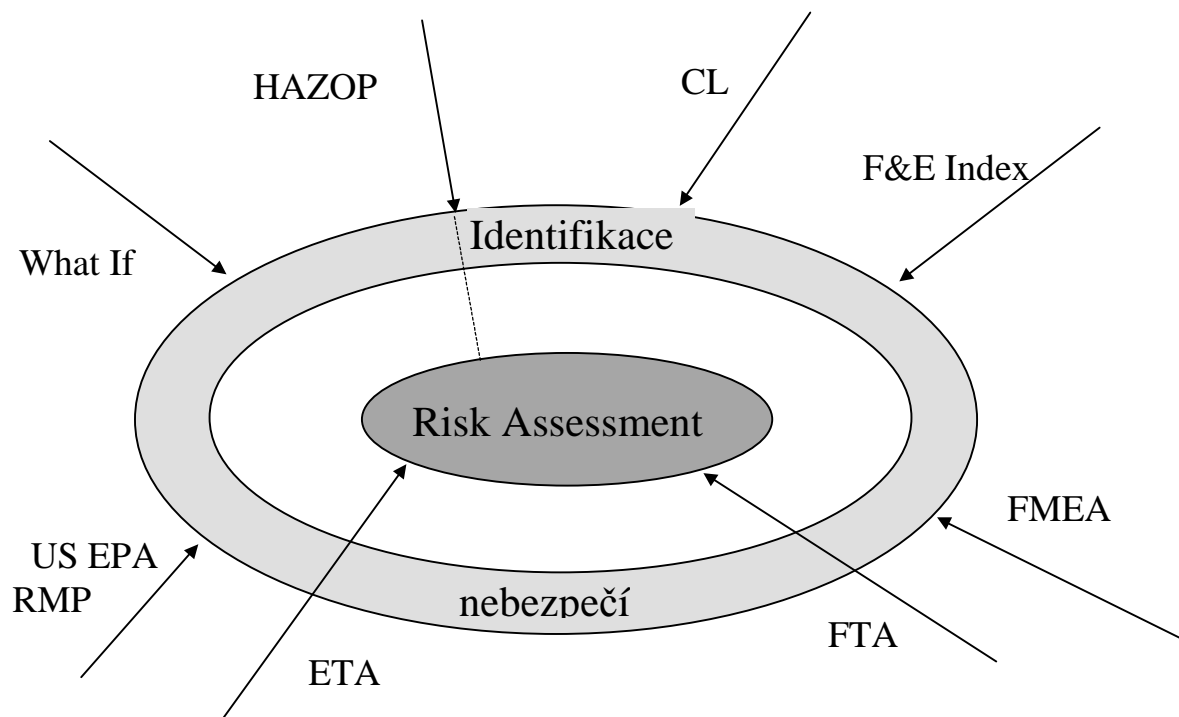 HAZOP
CL
F&E Index
Identifikace
What If
Risk Assessment
FMEA
US EPA
RMP
nebezpečí
FTA
ETA